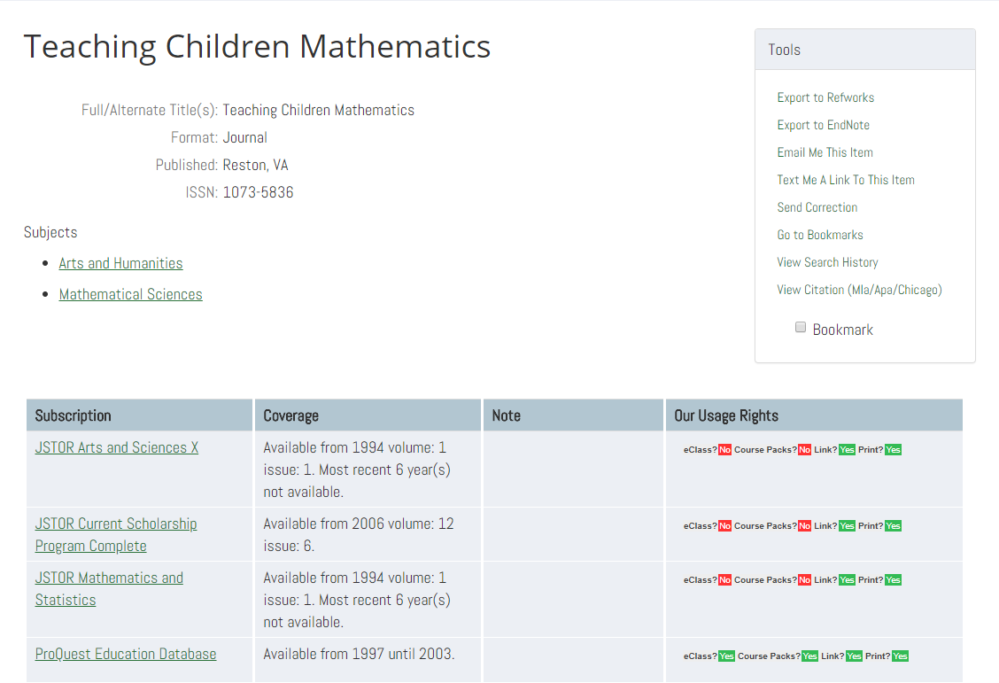 Teaching Children Mathematics
Full/Alternate Title(s): Teaching Children Mathematics
Format: Journal
Published: Reston, VA
ISSN: 1073-5836
Subjects
Arts and Humanities
Mathematical Sciences
Tools
Export to Refworks
Export to EndNote
Email Me This Item
Text Me A Link To This Item
Send Correction
Go to Bookmarks
View Search History
View Citation (Mla/Apa/Chicago)
Bookmark
Subscription Coverage Note Our Usage Rights
JSTOR Arts and Sciences X
Available from 1994 volume: 1
issue: 1. Most recent 6 year(s)
not available.
eClass? No Course Packs? No Link? Yes Print? Yes
JSTOR Current Scholarship
Program Complete
Available from 2006 volume: 12
issue: 6.
eClass? No Course Packs? No Link? Yes Print? Yes
JSTOR Mathematics and
Statistics
Available from 1994 volume: 1
issue: 1. Most recent 6 year(s)
not available.
eClass? No Course Packs? No Link? Yes Print? Yes
ProQuest Education Database
Available from 1997 until 2003.
eClass? Yes Course Packs? Yes Link? Yes Print? Yes